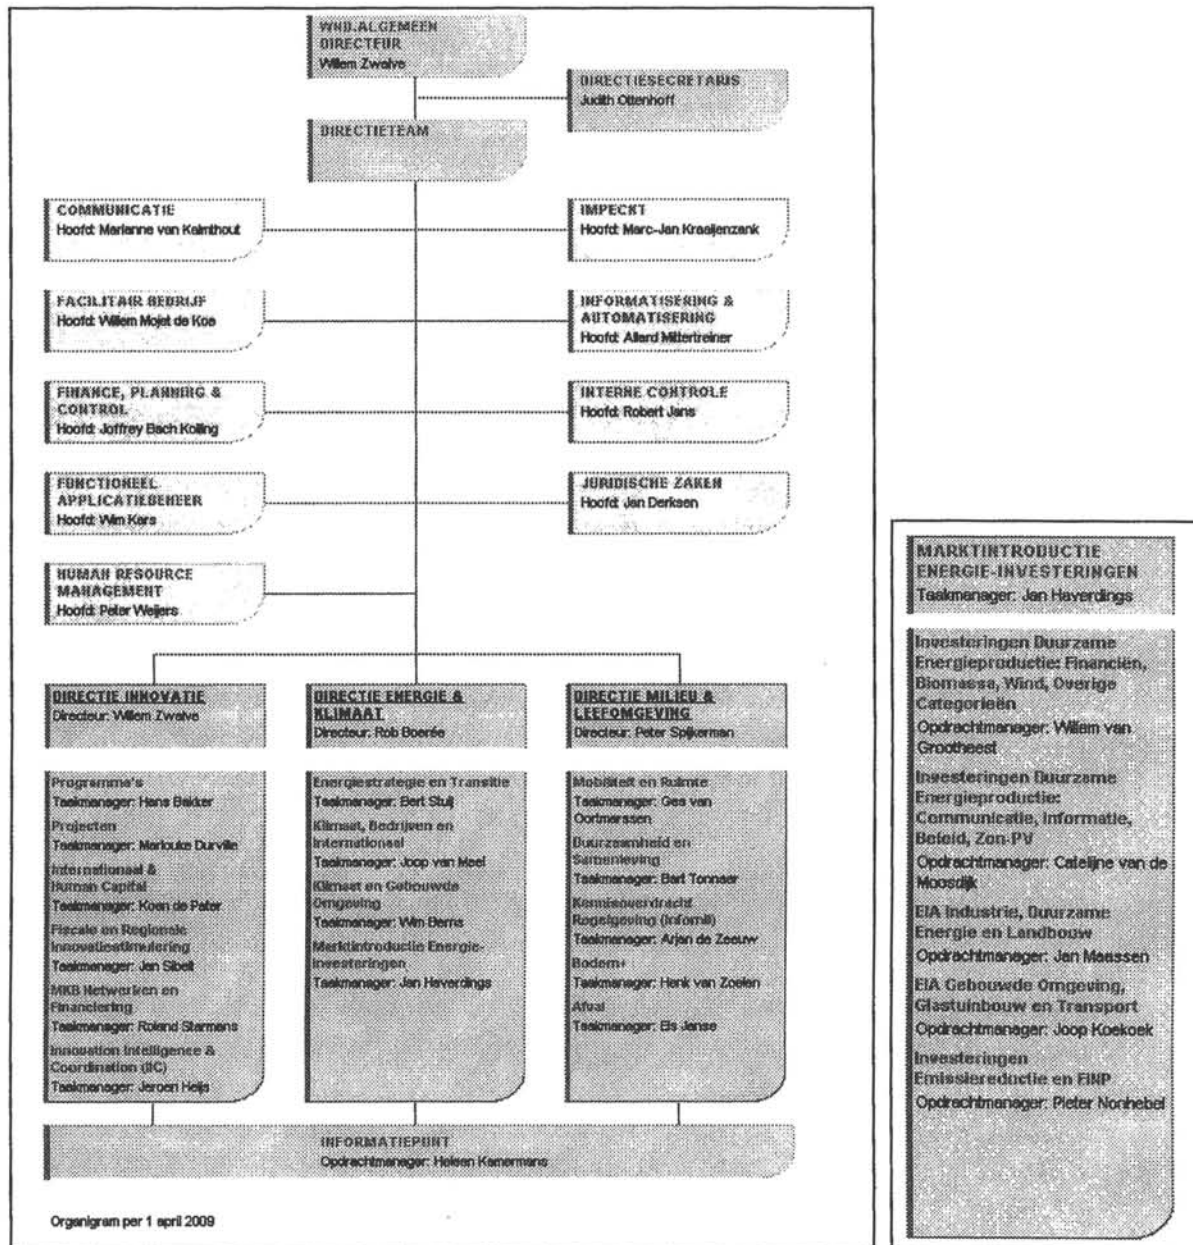 WND.ALGEMEEN
DIRECTEUR
Willem Zwalve
DIRECTIESECRETARIS
Judith Ottenhoff
DIRECTIETEAM
COMMUNICATIE
Hoofd: Marianne van Kalmthout
IMPECKT
Hoofd: Marc-Jan Kraaijenzank
FACILITAIR BEDRIJF
Hoofd: Willem Mojet de Koe
INFORMATISERING &
AUTOMATISERING
Hoofd: Allard Mittertreiner
FINANCE, PLANNING &
CONTROL
Hoofd: Joffrey Bach Kolling
INTERNE CONTROLE
Hoofd: Robert Jans
FUNCTIONEEL
APPLICATIEBEHEER
Hoofd: Wim Kars
JURIDISCHE ZAKEN
Hoofd: Jan Derksen
HUMAN RESOURCE
MANAGEMENT
Hoofd: Peter Weijers
DIRECTIE INNOVATIE
Directeur: Willem Zwalve
Programma's
Taakmanager: Hans Bakker
Projecten
Taakmanager: Marlouke Durville
Internationaal &
Human Capital
Taakmanager: Koen de Pater
Fiscale en Regionale
Innovatiestimulering
Taakmanager: Jan Sibelt
MKB Netwerken en
Financiering
Taakmanager: Roland Starmans
Innovation Intelligence &
Coordination (IIC)
Taakmanager: Jeroen Heijs
DIRECTIE ENERGIE &
KLIMAAT
Directeur: Rob Boerée
Energiestrategie en Transitie
Taakmanager: Bert Stuij
Klimaat, Bedrijven en
Internationaal
Taakmanager: Joop van Meel
Klimaat en Gebouwde
Omgeving
Taakmanager: Wim Berns
Marktintroductie Energie-
investeringen
Taakmanager: Jan Haverdings
DIRECTIE MILIEU &
LEEFOMGEVING
Directeur: Peter Spijkerman
Mobiliteit en Ruimte
Taakmanager: Gea van
Oortmarssen
Duurzaamheid en
Samenleving
Taakmanager: Bart Tonnaer
Kennisoverdracht
Regelgeving (Infomil)
Taakmanager: Arjan de Zeeuw
Bodem+
Taakmanager: Henk van Zoelen
Afval
Taakmanager: Els Janse
INFORMATIEPUNT
Opdrachtmanager: Heleen Kamermans
Organigram per 1 april 2009
MARKTINTRODUCTIE
ENERGIE-INVESTERINGEN
Taakmanager: Jan Haverdings
Investeringen Duurzame
Energieproductie: Financiën,
Biomassa, Wind, Overige
Categorieën
Opdrachtmanager: Willem van
Grootheest
Investeringen Duurzame
Energieproductie:
Communicatie, Informatie,
Beleid, Zon-PV
Opdrachtmanager: Catelijne van de
Moosdijk
EIA Industrie, Duurzame
Energie en Landbouw
Opdrachtmanager: Jan Maassen
EIA Gebouwde Omgeving,
Glastuinbouw en Transport
Opdrachtmanager: Joop Koekoek
Investeringen
Emissiereductie en FINP
Opdrachtmanager: Pieter Nonhebel